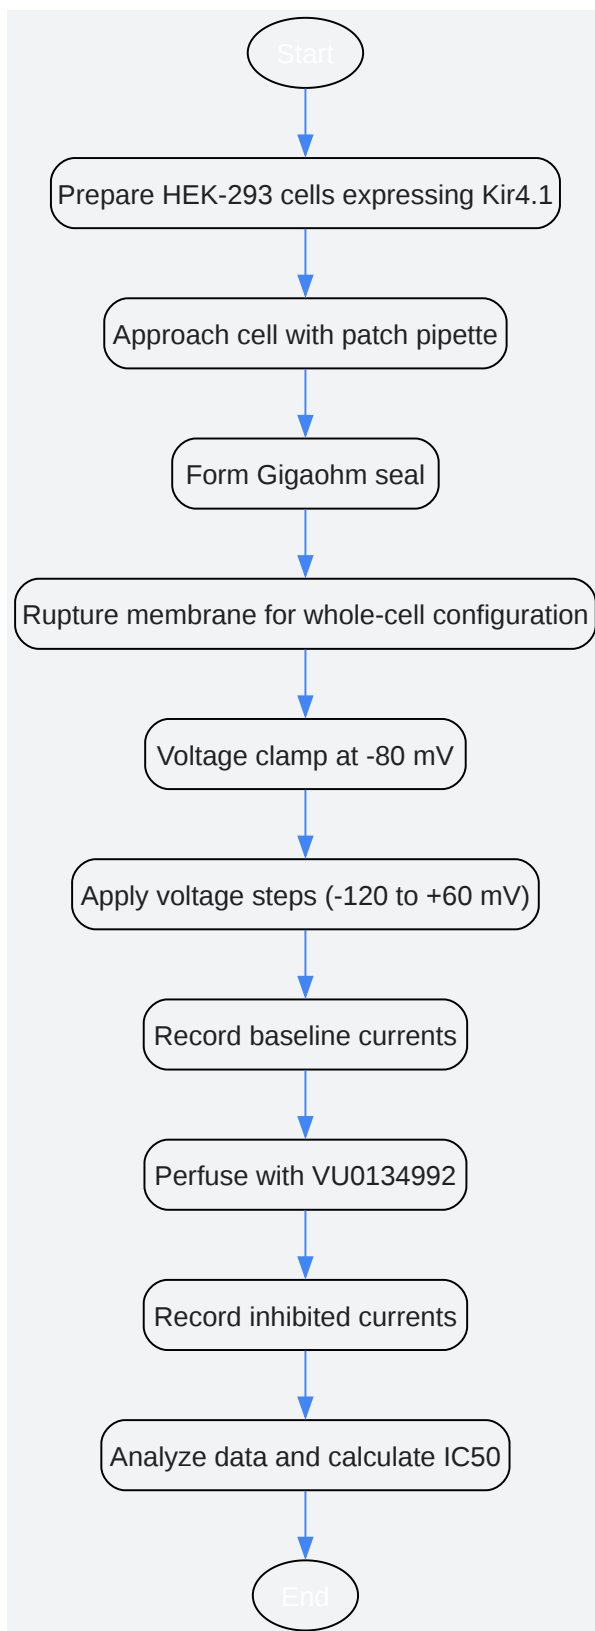 Start
Prepare HEK-293 cells expressing Kir4.1
Approach cell with patch pipette
Form Gigaohm seal
Rupture membrane for whole-cell configuration
Voltage clamp at -80 mV
Apply voltage steps (-120 to +60 mV)
Record baseline currents
Perfuse with VU0134992
Record inhibited currents
Analyze data and calculate IC50
End